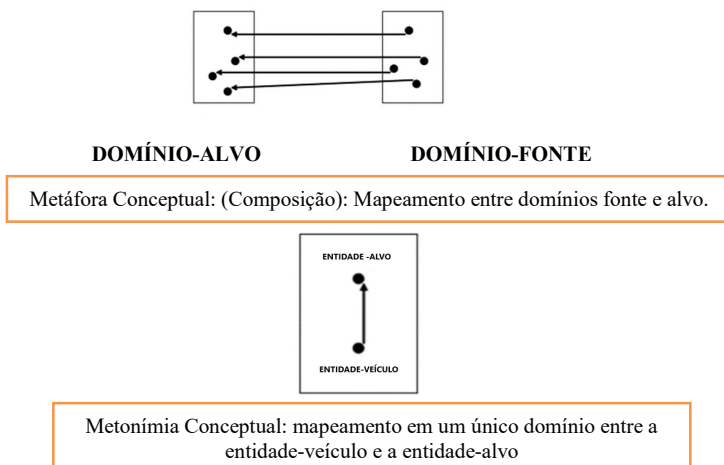 DOMÍNIO-ALVO DOMÍNIO-FONTE
Metáfora Conceptual: (Composição): Mapeamento entre domínios fonte e alvo.
ENTIDADE -ALVO
ENTIDADE-VEÍCULO
Metonímia Conceptual: mapeamento em um único domínio entre a
entidade-veículo e a entidade-alvo